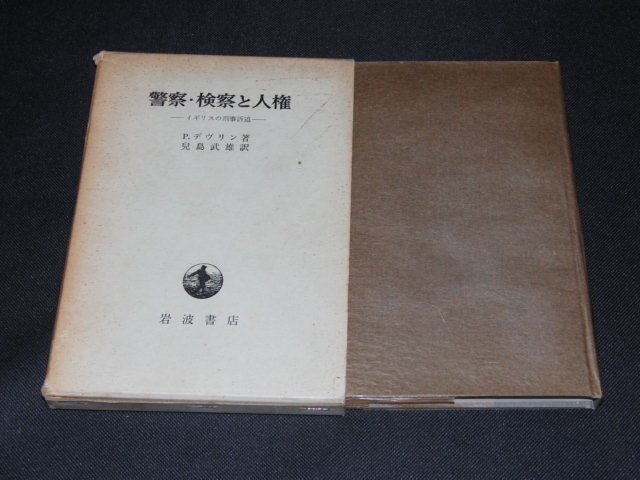 警察・検察と人権
―イギリスの刑事訴追―
P. デヴリン著
児島武雄訳
岩波書店